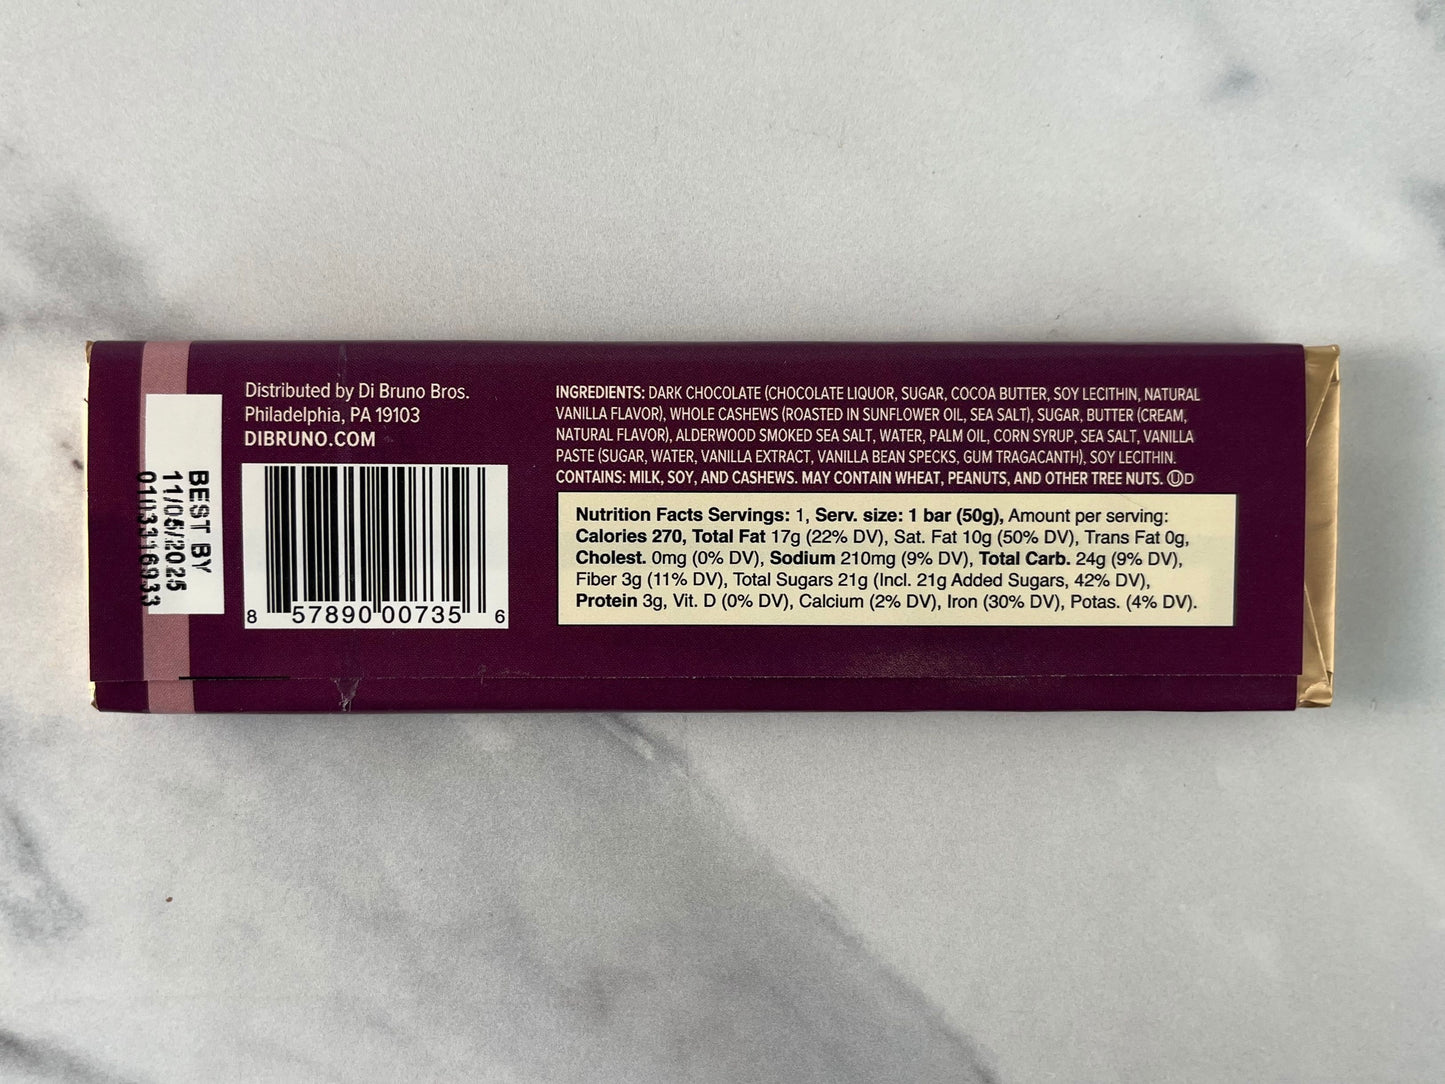 BEST BY
11/05/2025
0103316933
Distributed by Di Bruno Bros.
Philadelphia, PA 19103
DIBRUNO.COM
8 57890 00735 6
INGREDIENTS: DARK CHOCOLATE (CHOCOLATE LIQUOR, SUGAR, COCOA BUTTER, SOY LECITHIN, NATURAL
VANILLA FLAVOR), WHOLE CASHEWS (ROASTED IN SUNFLOWER OIL, SEA SALT), SUGAR, BUTTER (CREAM,
NATURAL FLAVOR), ALDERWOOD SMOKED SEA SALT, WATER, PALM OIL, CORN SYRUP, SEA SALT, VANILLA
PASTE (SUGAR, WATER, VANILLA EXTRACT, VANILLA BEAN SPECKS, GUM TRAGACANTH), SOY LECITHIN.
CONTAINS: MILK, SOY, AND CASHEWS. MAY CONTAIN WHEAT, PEANUTS, AND OTHER TREE NUTS. ⓊD
Nutrition Facts Servings: 1, Serv. size: 1 bar (50g), Amount per serving:
Calories 270, Total Fat 17g (22% DV), Sat. Fat 10g (50% DV), Trans Fat 0g,
Cholest. 0mg (0% DV), Sodium 210mg (9% DV), Total Carb. 24g (9% DV),
Fiber 3g (11% DV), Total Sugars 21g (Incl. 21g Added Sugars, 42% DV),
Protein 3g, Vit. D (0% DV), Calcium (2% DV), Iron (30% DV), Potas. (4% DV).